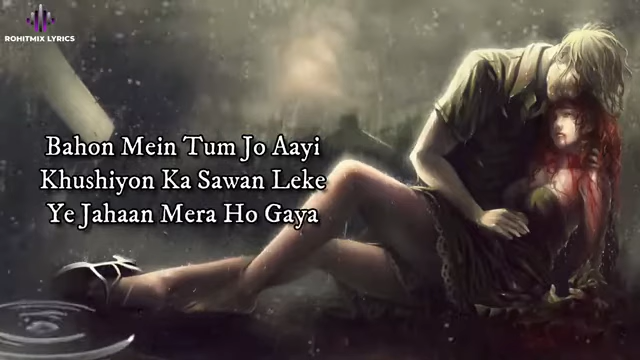 ROHITMIX LYRICS
Bahon Mein Tum Jo Aayi
Khushiyon Ka Sawan Leke
Ye Jahaan Mera Ho Gaya